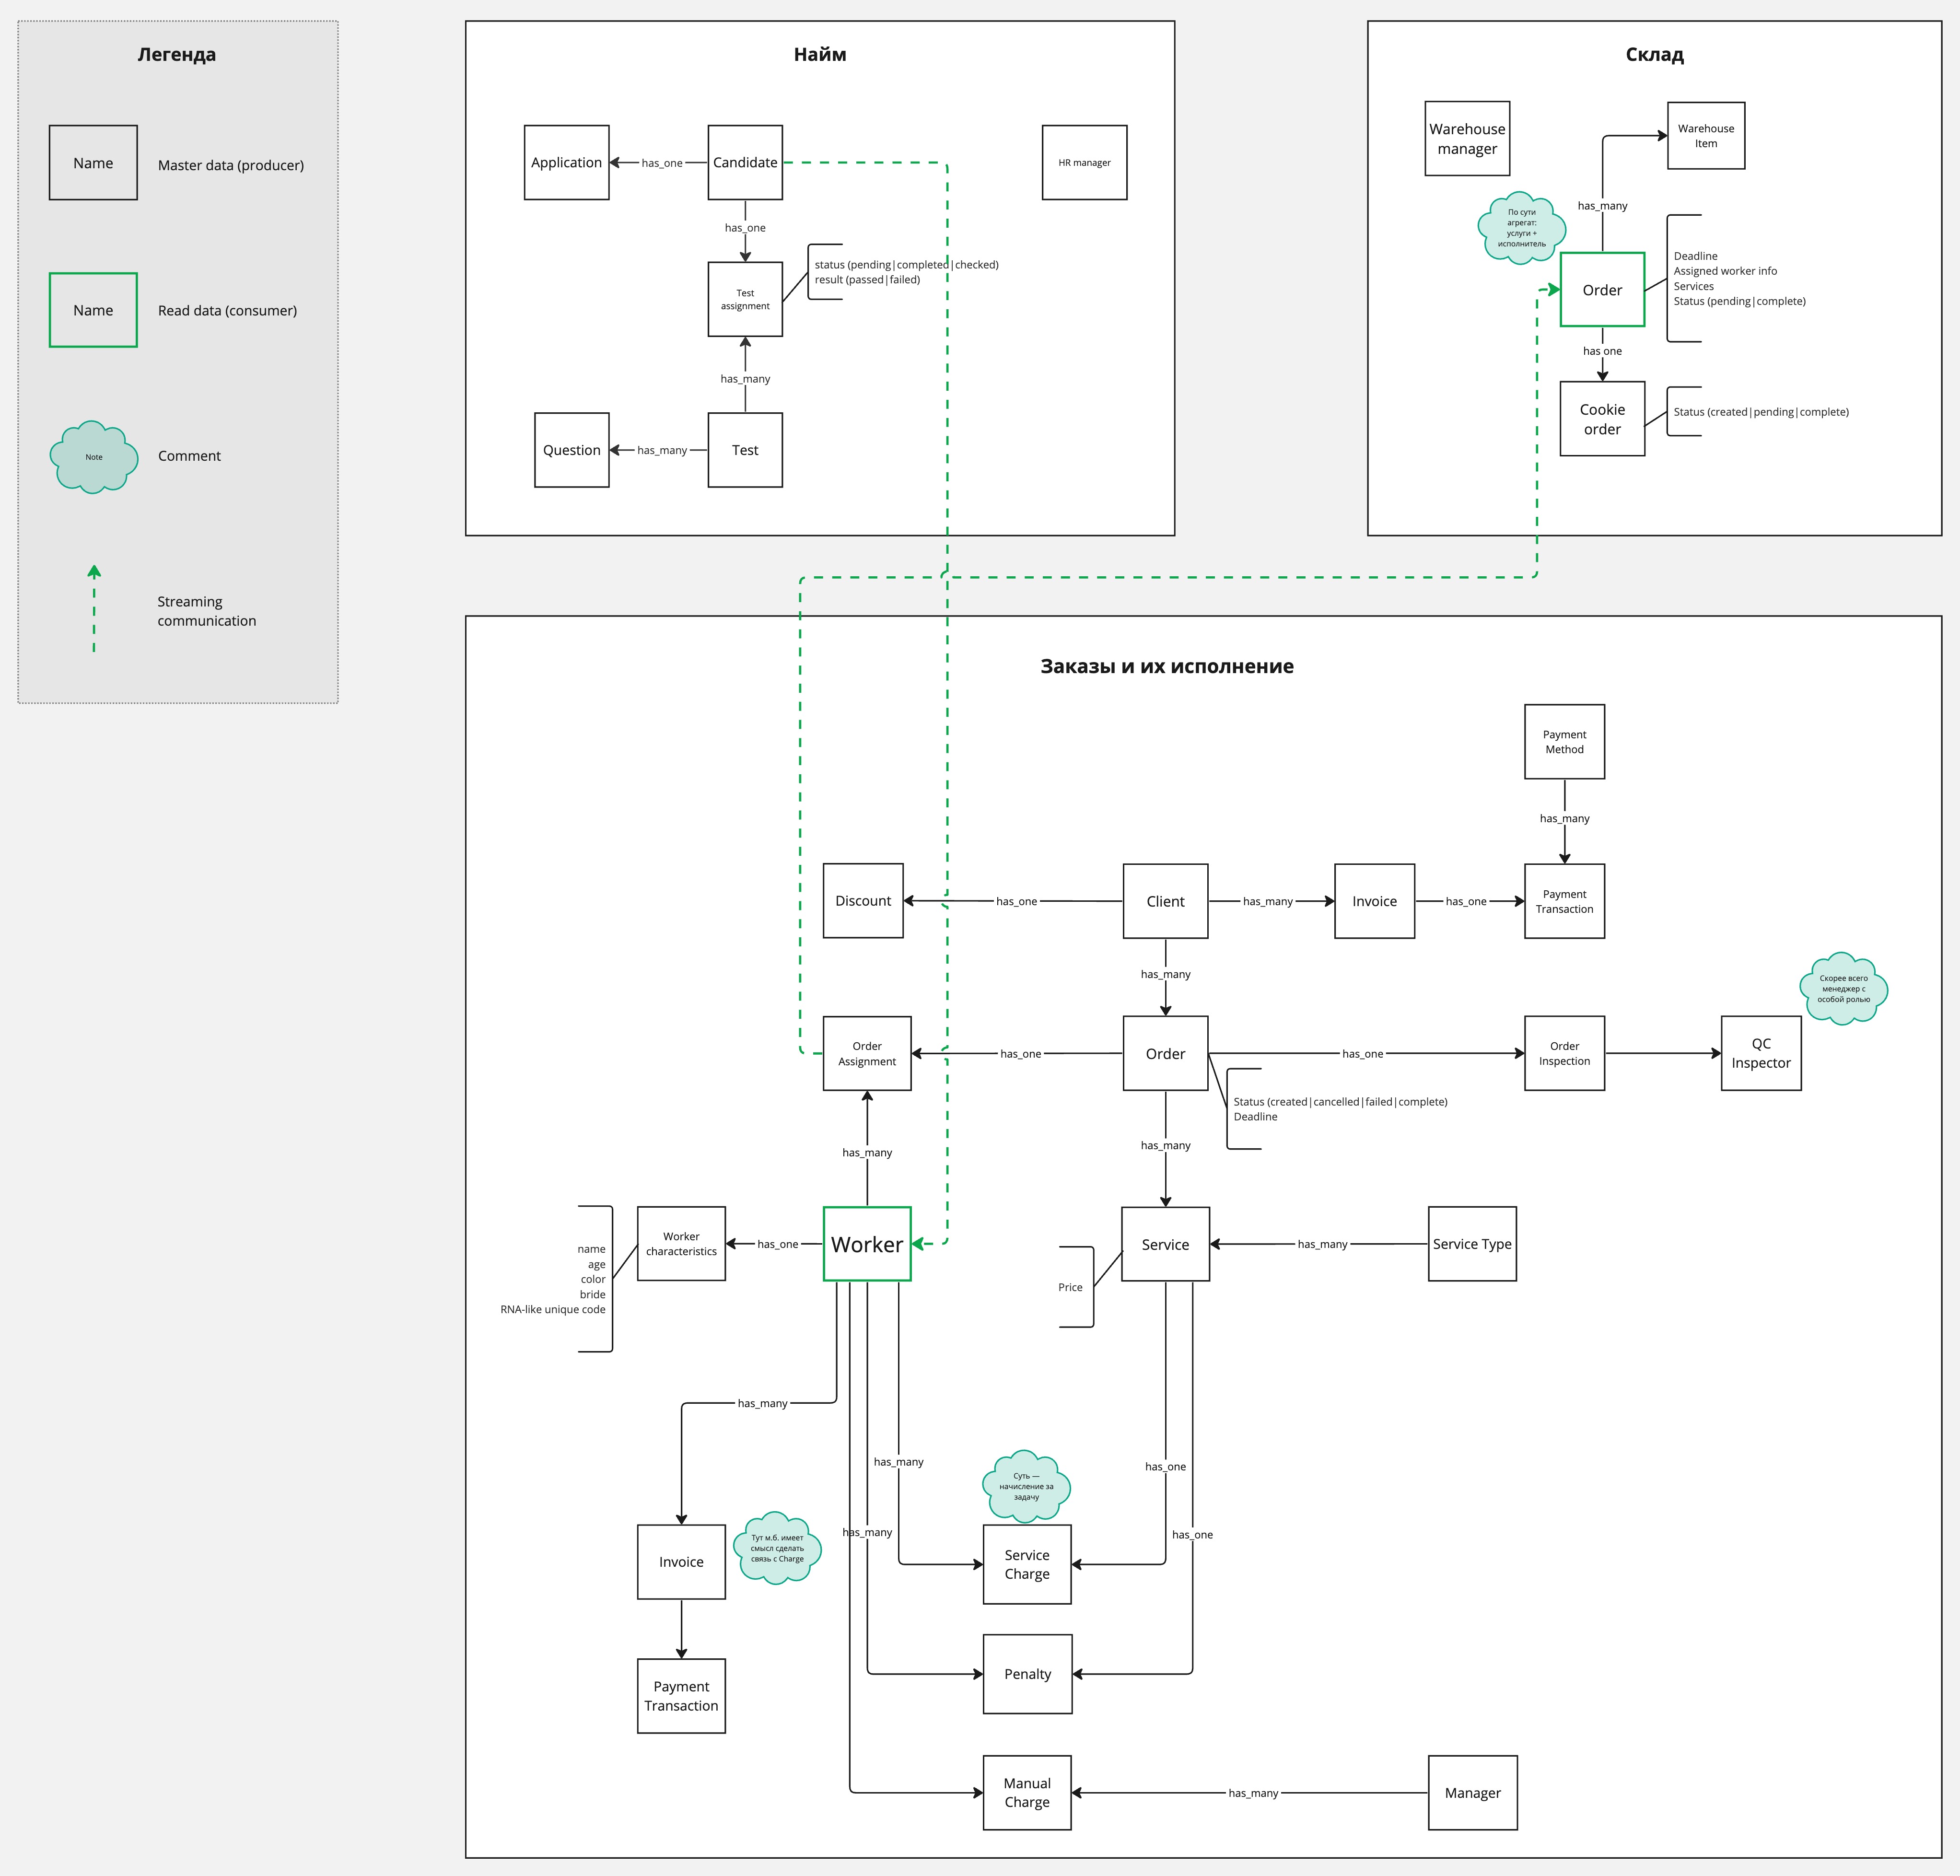 Легенда
Name
Master data (producer)
Name
Read data (consumer)
Note
Comment
Streaming
communication
Найм
Application
has_one
Candidate
HR manager
has_one
Test
assignment
status (pending|completed|checked)
result (passed|failed)
has_many
Question
has_many
Test
Склад
Warehouse
manager
Warehouse
Item
has_many
По сути
агрегат:
услуги +
исполнитель
Order
Deadline
Assigned worker info
Services
Status (pending|complete)
has one
Cookie
order
Status (created|pending|complete)
Заказы и их исполнение
Payment
Method
has_many
Discount
has_one
Client
has_many
Invoice
has_one
Payment
Transaction
has_many
Скорее всего
менеджер с
особой ролью
Order
Assignment
has_one
Order
has_one
Order
Inspection
QC
Inspector
Status (created|cancelled|failed|complete)
Deadline
has_many
has_many
name
age
color
bride
RNA-like unique code
Worker
characteristics
has_one
Worker
Price
Service
has_many
Service Type
has_many
has_many
has_one
Суть —
начисление за
задачу
has_many
has_one
Invoice
Тут м.б. имеет
смысл сделать
связь с Charge
Service
Charge
Payment
Transaction
Penalty
Manual
Charge
has_many
Manager